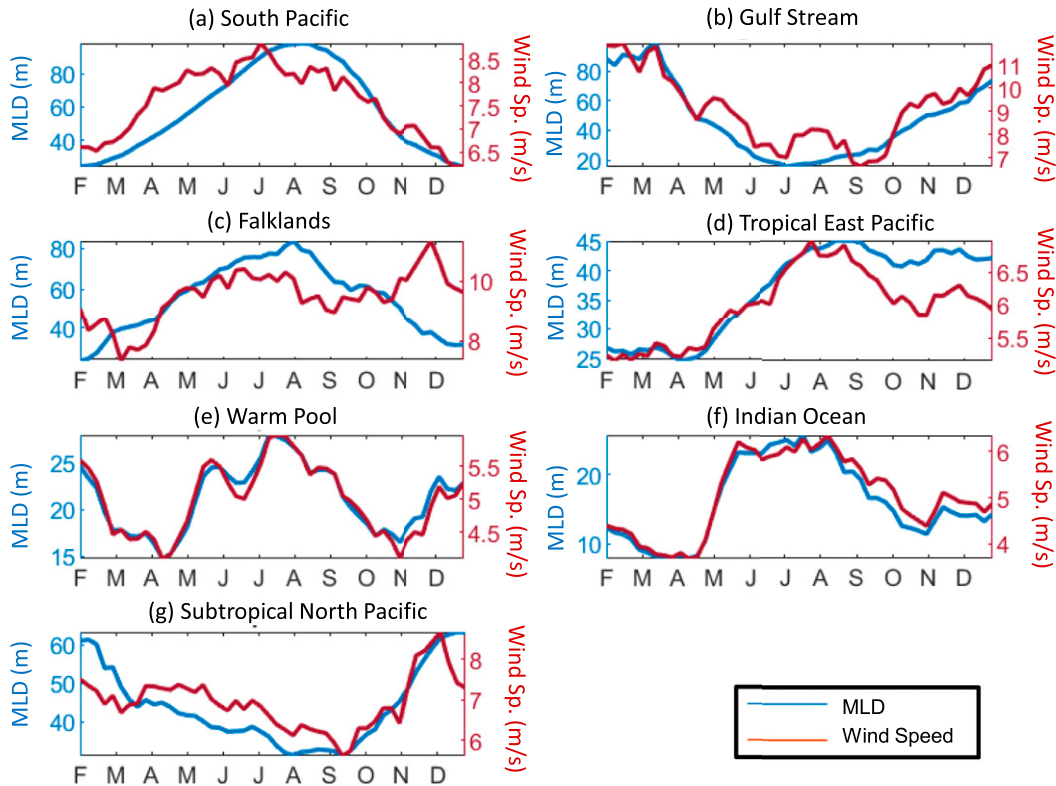 (a) South Pacific
MLD (m)
80
60
40
8.5
8
7.5
7
6.5
Wind Sp. (m/s)
F M A M J J A S O N D
(b) Gulf Stream
MLD (m)
80
60
40
20
11
10
9
8
7
Wind Sp. (m/s)
F M A M J J A S O N D
(c) Falklands
MLD (m)
80
60
40
10
8
Wind Sp. (m/s)
F M A M J J A S O N D
(d) Tropical East Pacific
MLD (m)
45
40
35
30
25
6.5
6
5.5
Wind Sp. (m/s)
F M A M J J A S O N D
(e) Warm Pool
MLD (m)
25
20
15
5.5
5
4.5
Wind Sp. (m/s)
F M A M J J A S O N D
(f) Indian Ocean
MLD (m)
20
10
6
5
4
Wind Sp. (m/s)
F M A M J J A S O N D
(g) Subtropical North Pacific
MLD (m)
60
50
40
8
7
6
Wind Sp. (m/s)
F M A M J J A S O N D
MLD
Wind Speed